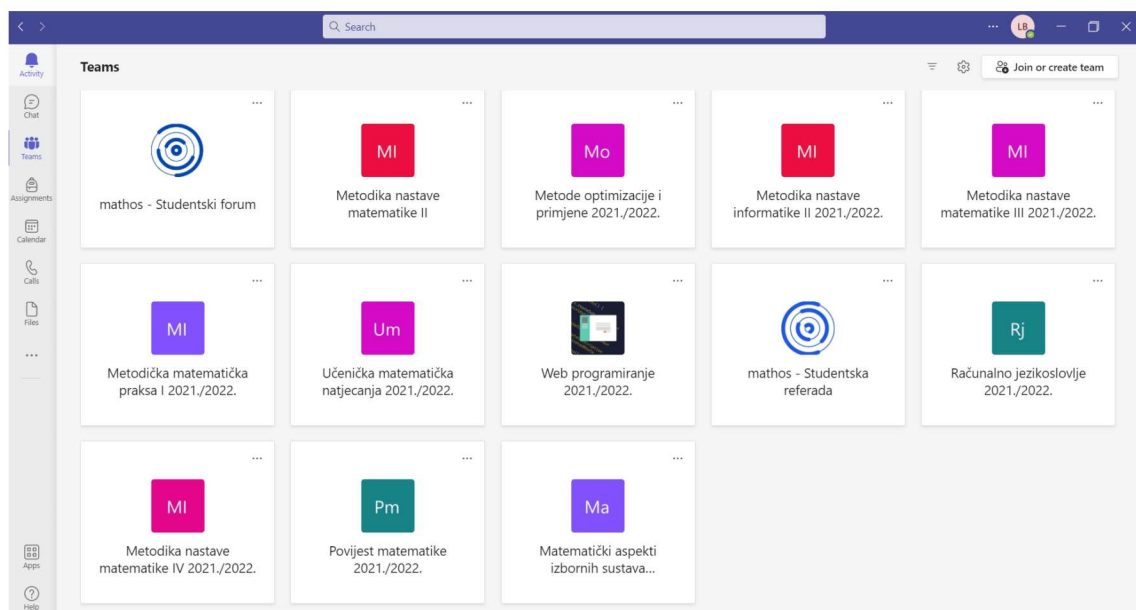 Search
LB
Activity
Chat
Teams
Assignments
Calendar
Calls
Files
Apps
Help
Teams
Join or create team
mathos - Studentski forum
MI
Metodika nastave
matematike II
Mo
Metode optimizacije i
primjene 2021./2022.
MI
Metodika nastave
informatike II 2021./2022.
MI
Metodika nastave
matematike III 2021./2022.
MI
Metodička matematička
praksa I 2021./2022.
Um
Učenička matematička
natjecanja 2021./2022.
Web programiranje
2021./2022.
mathos - Studentska
referada
Rj
Računalno jezikoslovlje
2021./2022.
MI
Metodika nastave
matematike IV 2021./2022.
Pm
Povijest matematike
2021./2022.
Ma
Matematički aspekti
izbornih sustava...